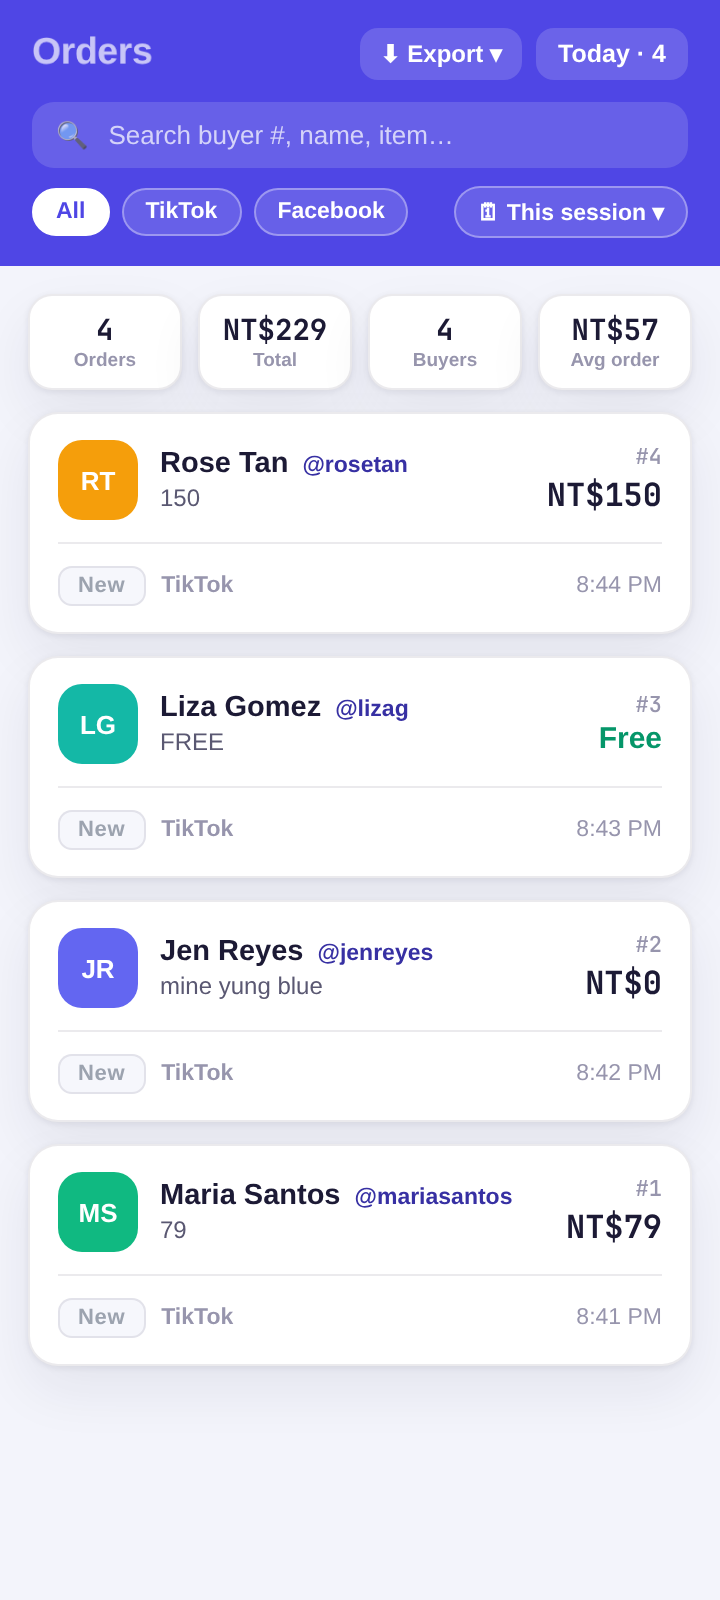 Orders
⬇ Export ▾
Today · 4
🔍 Search buyer #, name, item…
All
TikTok
Facebook
🗓 This session ▾
4
Orders
NT$229
Total
4
Buyers
NT$57
Avg order
RT
Rose Tan @rosetan
150
#4
NT$150
New
TikTok
8:44 PM
LG
Liza Gomez @lizag
FREE
#3
Free
New
TikTok
8:43 PM
JR
Jen Reyes @jenreyes
mine yung blue
#2
NT$0
New
TikTok
8:42 PM
MS
Maria Santos @mariasantos
79
#1
NT$79
New
TikTok
8:41 PM